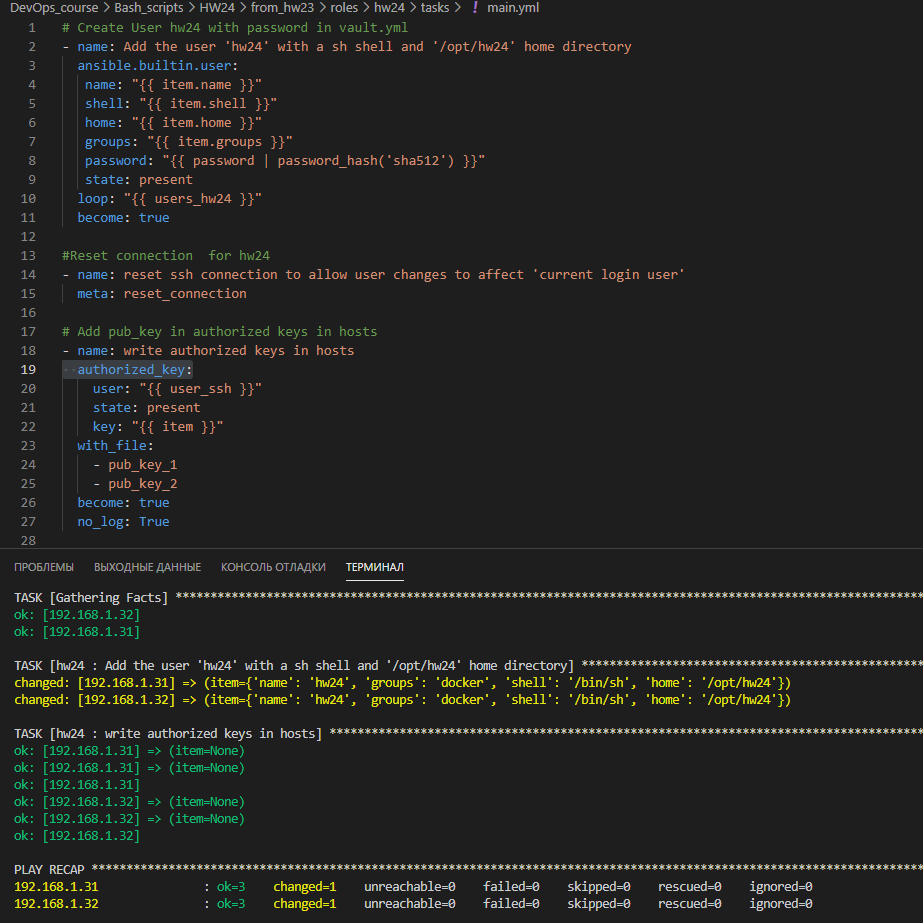 DevOps_course > Bash_scripts > HW24 > from_hw23 > roles > hw24 > tasks > ! main.yml
1 # Create User hw24 with password in vault.yml
2 - name: Add the user 'hw24' with a sh shell and '/opt/hw24' home directory
3   ansible.builtin.user:
4    name: "{{ item.name }}"
5    shell: "{{ item.shell }}"
6    home: "{{ item.home }}"
7    groups: "{{ item.groups }}"
8    password: "{{ password | password_hash('sha512') }}"
9    state: present
10   loop: "{{ users_hw24 }}"
11   become: true
12
13 #Reset connection  for hw24
14 - name: reset ssh connection to allow user changes to affect 'current login user'
15   meta: reset_connection
16
17 # Add pub_key in authorized keys in hosts
18 - name: write authorized keys in hosts
19   authorized_key:
20     user: "{{ user_ssh }}"
21     state: present
22     key: "{{ item }}"
23   with_file:
24     - pub_key_1
25     - pub_key_2
26   become: true
27   no_log: True
28
ПРОБЛЕМЫ ВЫХОДНЫЕ ДАННЫЕ КОНСОЛЬ ОТЛАДКИ ТЕРМИНАЛ
TASK [Gathering Facts] ****************************************************************************************************
ok: [192.168.1.32]
ok: [192.168.1.31]
TASK [hw24 : Add the user 'hw24' with a sh shell and '/opt/hw24' home directory] *******************************************
changed: [192.168.1.31] => (item={'name': 'hw24', 'groups': 'docker', 'shell': '/bin/sh', 'home': '/opt/hw24'})
changed: [192.168.1.32] => (item={'name': 'hw24', 'groups': 'docker', 'shell': '/bin/sh', 'home': '/opt/hw24'})
TASK [hw24 : write authorized keys in hosts] *******************************************************************************
ok: [192.168.1.31] => (item=None)
ok: [192.168.1.31] => (item=None)
ok: [192.168.1.31]
ok: [192.168.1.32] => (item=None)
ok: [192.168.1.32] => (item=None)
ok: [192.168.1.32]
PLAY RECAP ****************************************************************************************************************
192.168.1.31 : ok=3 changed=1 unreachable=0 failed=0 skipped=0 rescued=0 ignored=0
192.168.1.32 : ok=3 changed=1 unreachable=0 failed=0 skipped=0 rescued=0 ignored=0